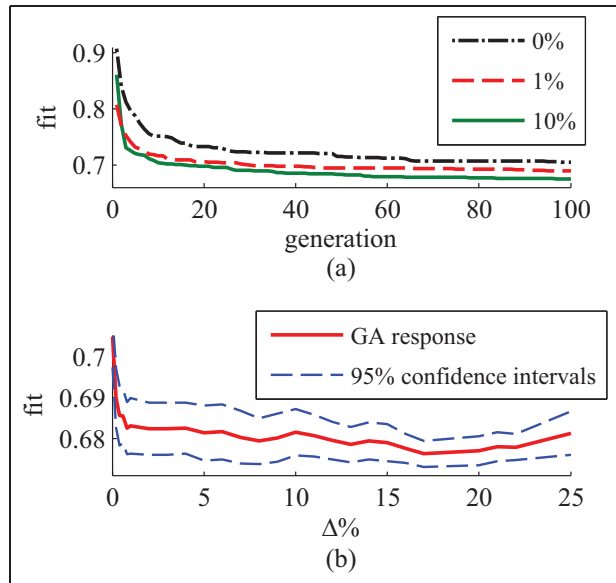 0%
1%
10%
0.9
0.8
0.7
fit
0 20 40 60 80 100
generation
(a)
GA response
95% confidence intervals
0.7
0.69
0.68
fit
0 5 10 15 20 25
Δ%
(b)